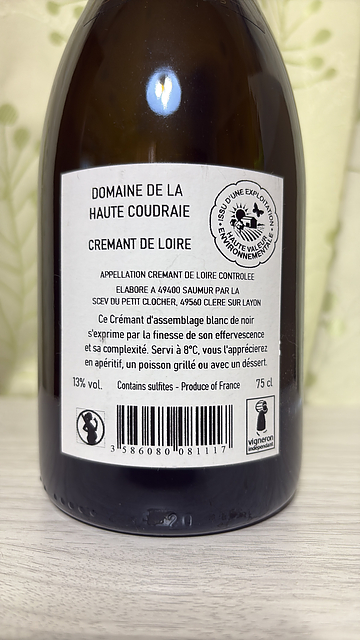 DOMAINE DE LA
HAUTE COUDRAIE
CREMANT DE LOIRE
ISSU D'UNE EXPLOITATION
HAUTE VALEUR
ENVIRONNEMENTALE
APPELLATION CREMANT DE LOIRE CONTROLEE
ELABORE A 49400 SAUMUR PAR LA
SCEV DU PETIT CLOCHER, 49560 CLERE SUR LAYON
Ce Crémant d'assemblage blanc de noir
s'exprime par la finesse de son effervescence
et sa complexité. Servi à 8°C, vous l'apprécierez
en apéritif, un poisson grillé ou avec un déssert.
13% vol. Contains sulfites - Produce of France 75 cl
3 586080 081117
vigneron
indépendant